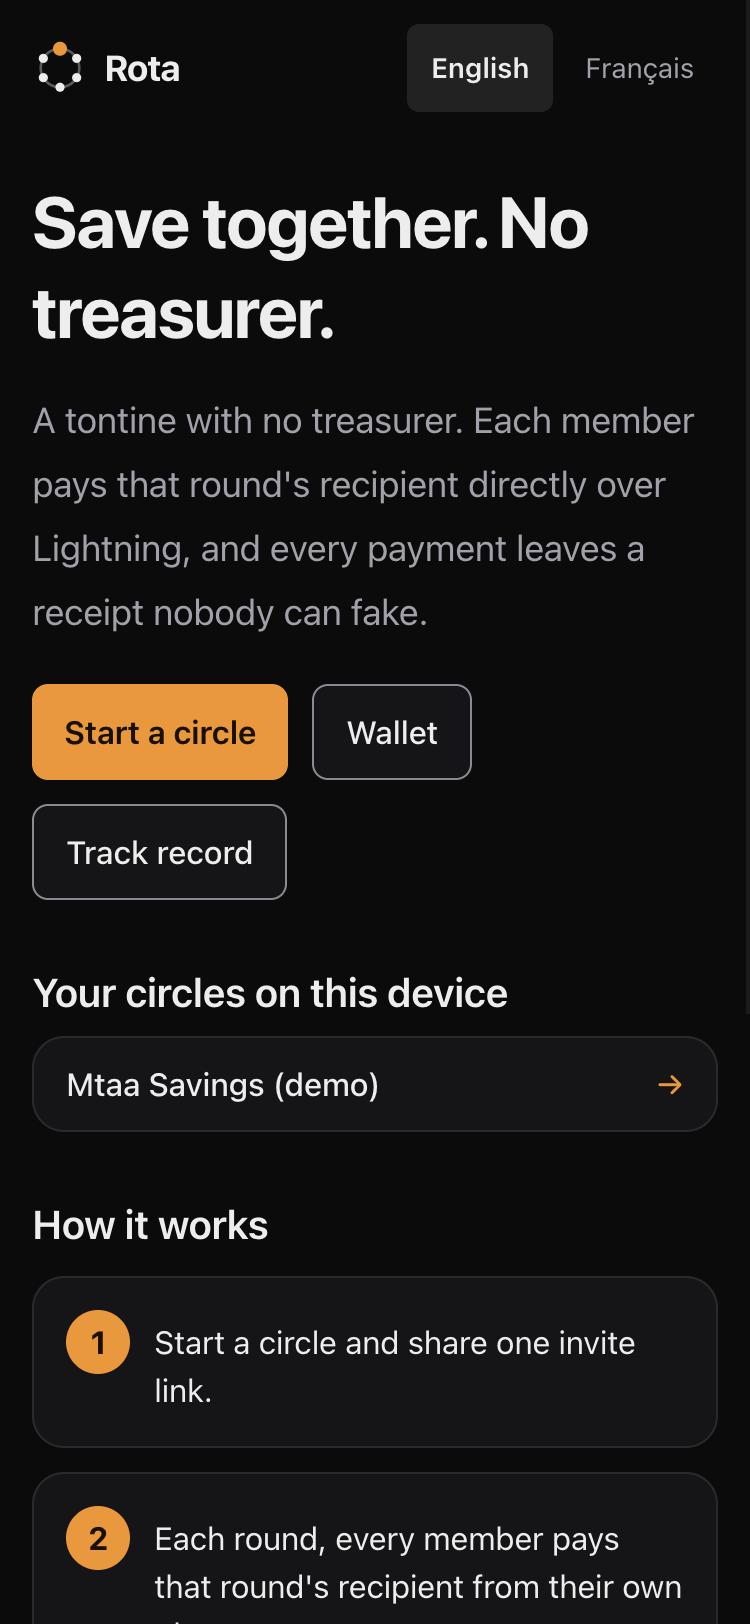 Rota
English
Français
Save together. No
treasurer.
A tontine with no treasurer. Each member
pays that round's recipient directly over
Lightning, and every payment leaves a
receipt nobody can fake.
Start a circle
Wallet
Track record
Your circles on this device
Mtaa Savings (demo)
How it works
1
Start a circle and share one invite
link.
2
Each round, every member pays
that round's recipient from their own